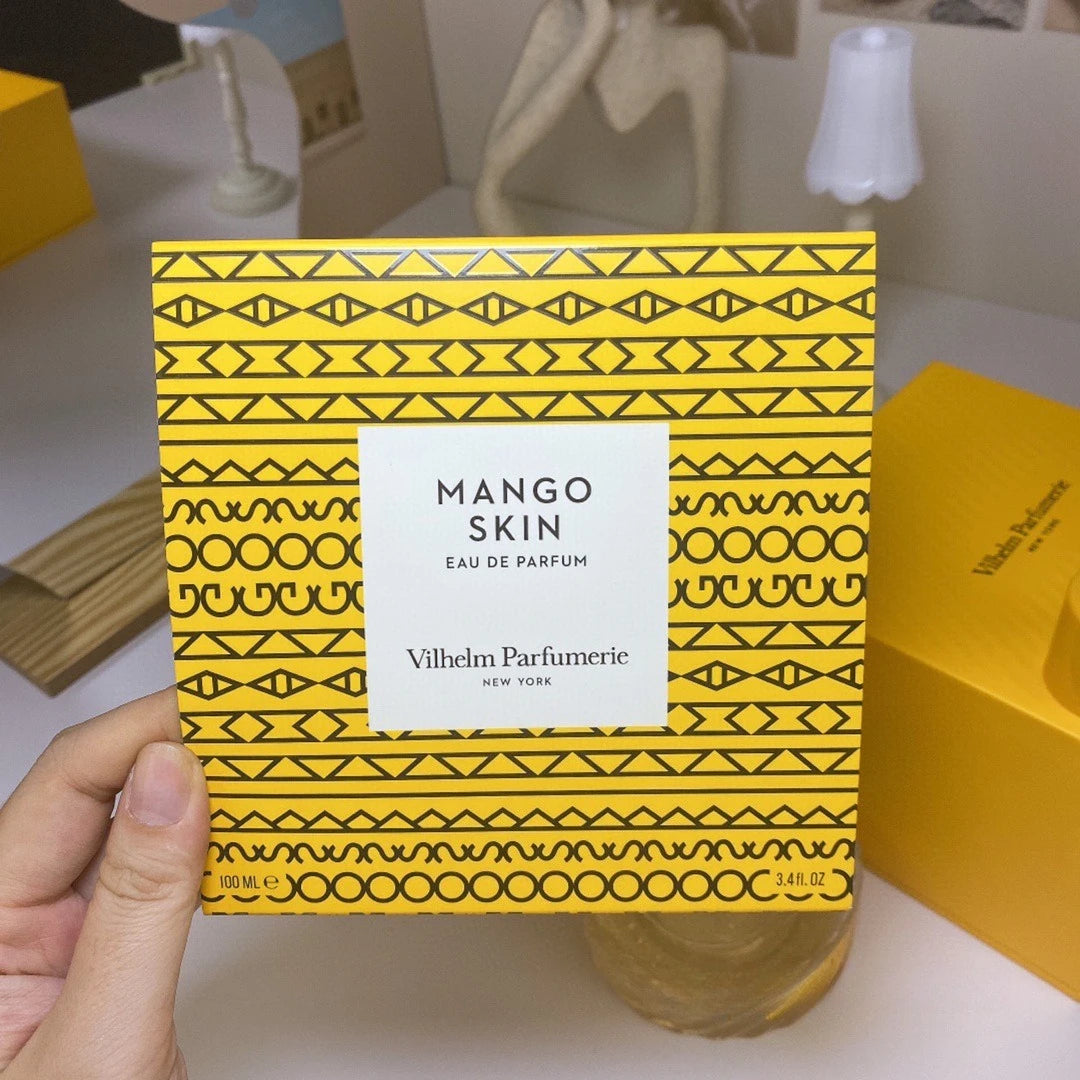 MANGO
SKIN
EAU DE PARFUM
Vilhelm Parfumerie
NEW YORK
100 ML ℮
3.4 fl. OZ
Vilhelm Parfumerie
NEW YORK